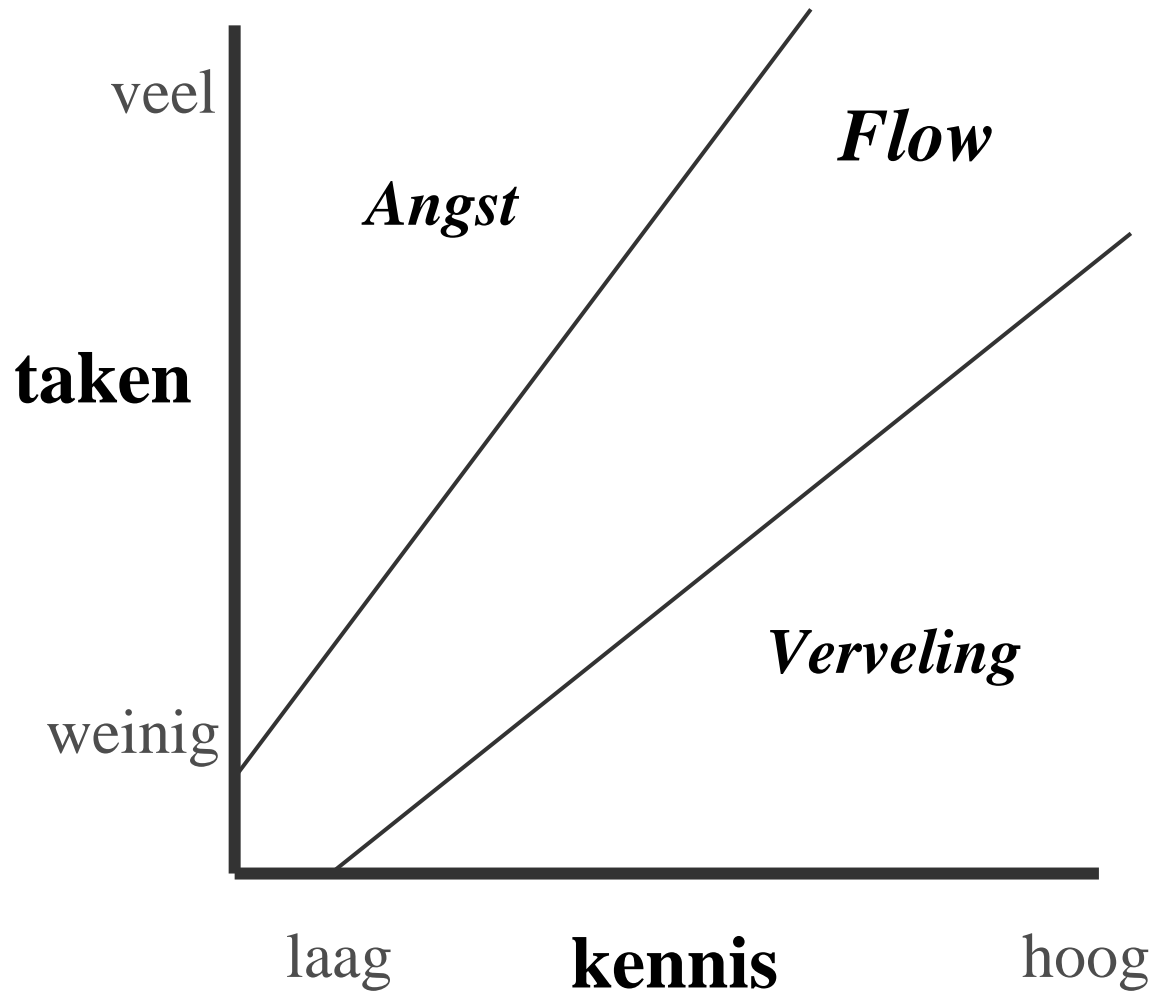 veel
Flow
Angst
taken
Verveling
weinig
laag
kennis
hoog